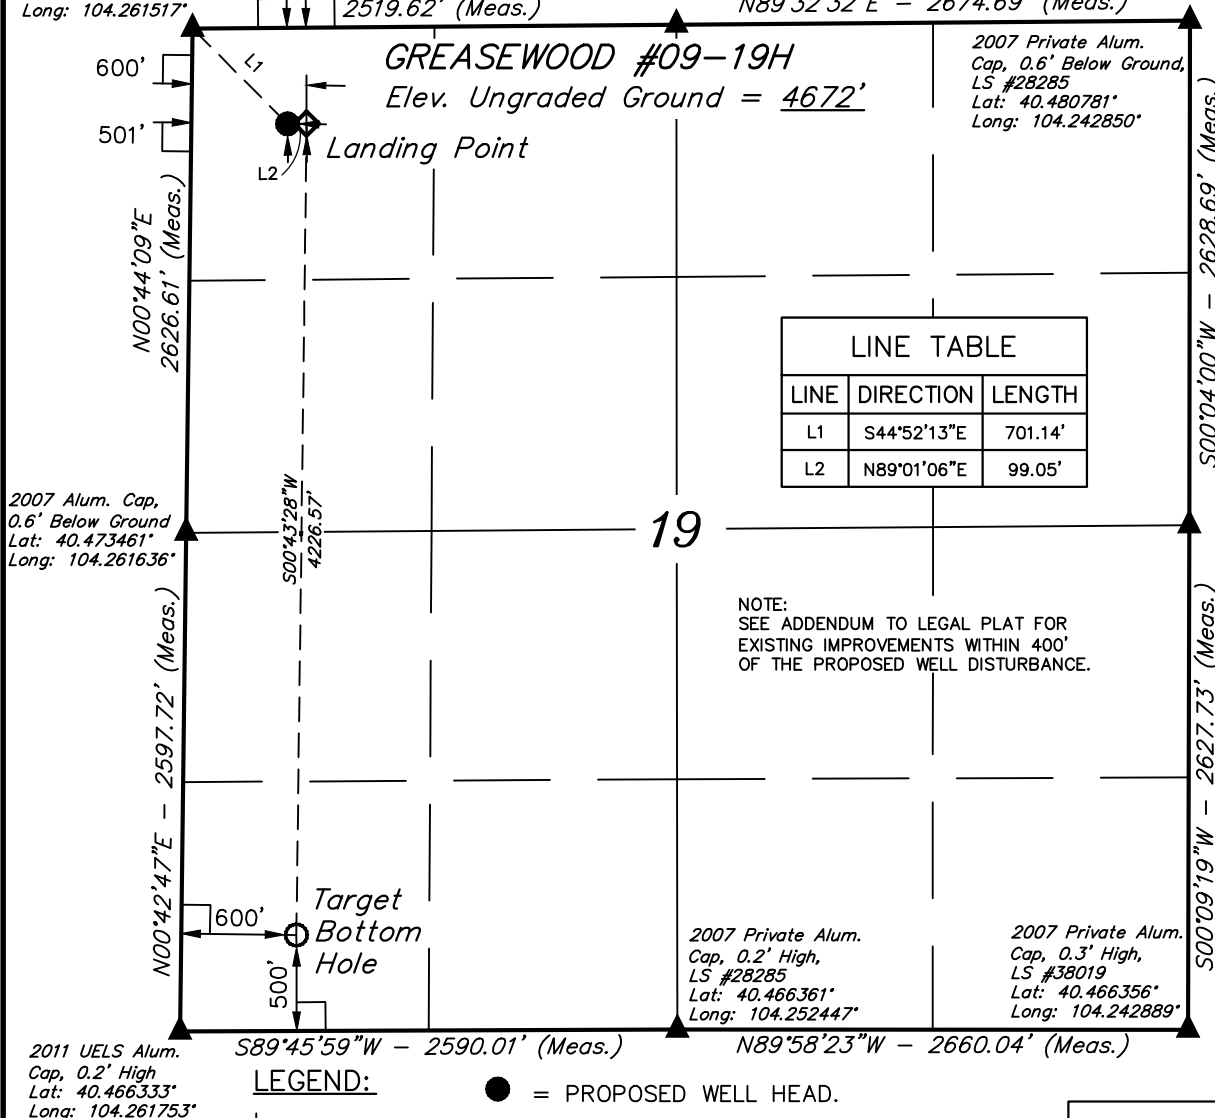 Long: 104.261517°
2519.62' (Meas.)
N89°32'32"E - 2674.69' (Meas.)
600'
L1
GREASEWOOD #09-19H
Elev. Ungraded Ground = 4672'
2007 Private Alum.
Cap, 0.6' Below Ground,
LS #28285
Lat: 40.480781°
Long: 104.242850°
501'
Landing Point
L2
N00°44'09"E
2626.61' (Meas.)
S00°04'00"W - 2628.69' (Meas.)
LINE TABLE
LINE DIRECTION LENGTH
L1 S44°52'13"E 701.14'
L2 N89°01'06"E 99.05'
2007 Alum. Cap,
0.6' Below Ground
Lat: 40.473461°
Long: 104.261636°
S00°43'28"W
4226.57'
19
NOTE:
SEE ADDENDUM TO LEGAL PLAT FOR
EXISTING IMPROVEMENTS WITHIN 400'
OF THE PROPOSED WELL DISTURBANCE.
N00°42'47"E - 2597.72' (Meas.)
S00°09'19"W - 2627.73' (Meas.)
600'
Target
Bottom
Hole
500'
2007 Private Alum.
Cap, 0.2' High,
LS #28285
Lat: 40.466361°
Long: 104.252447°
2007 Private Alum.
Cap, 0.3' High,
LS #38019
Lat: 40.466356°
Long: 104.242889°
S89°45'59"W - 2590.01' (Meas.)
N89°58'23"W - 2660.04' (Meas.)
2011 UELS Alum.
Cap, 0.2' High
Lat: 40.466333°
Long: 104.261753°
LEGEND:
= PROPOSED WELL HEAD.